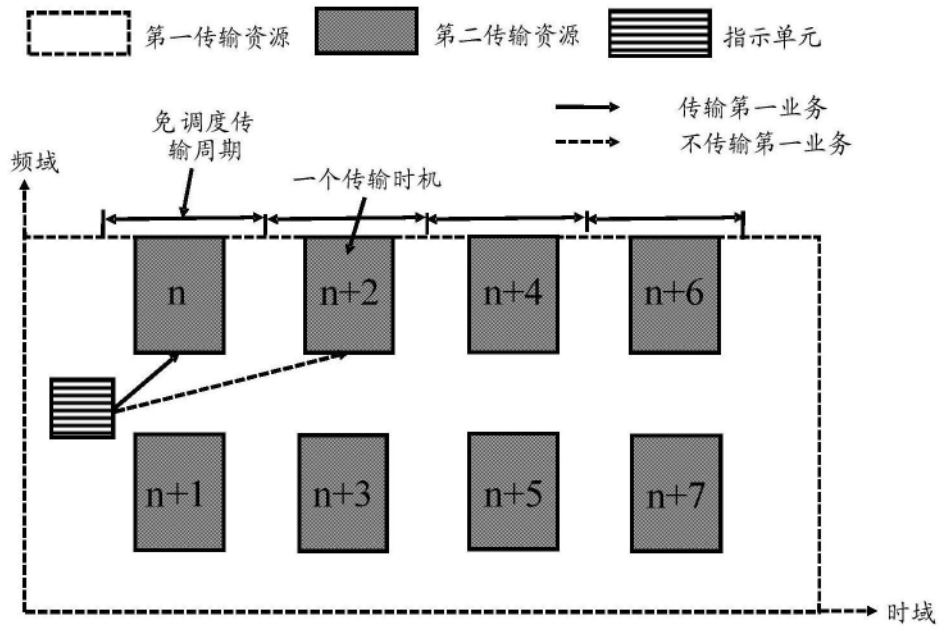 第一传输资源
第二传输资源
指示单元
传输第一业务
不传输第一业务
免调度传
输周期
频域
一个传输时机
n
n+2
n+4
n+6
n+1
n+3
n+5
n+7
时域